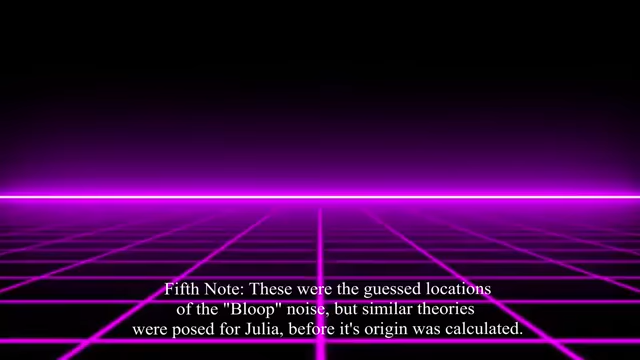 Fifth Note: These were the guessed locations
of the "Bloop" noise, but similar theories
were posed for Julia, before it's origin was calculated.